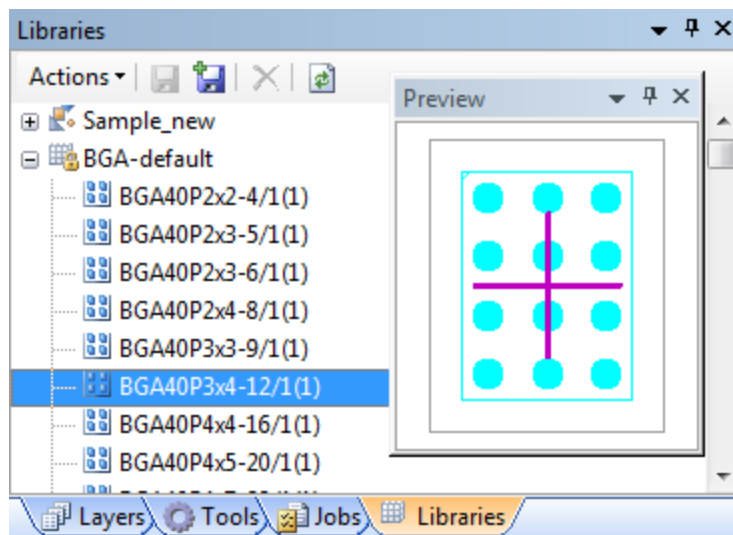 Libraries
Actions
Preview
Sample_new
BGA-default
BGA40P2x2-4/1(1)
BGA40P2x3-5/1(1)
BGA40P2x3-6/1(1)
BGA40P2x4-8/1(1)
BGA40P3x3-9/1(1)
BGA40P3x4-12/1(1)
BGA40P4x4-16/1(1)
BGA40P4x5-20/1(1)
Layers Tools Jobs Libraries